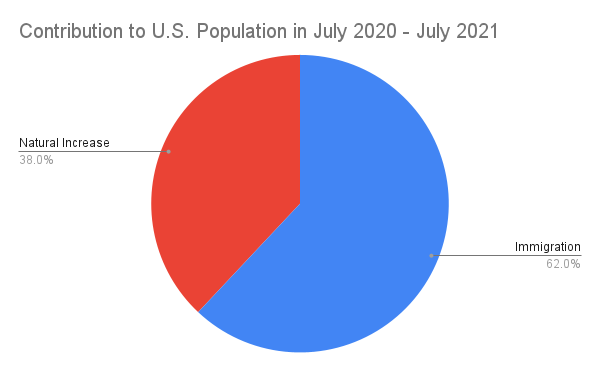 Contribution to U.S. Population in July 2020 - July 2021
Natural Increase
38.0%
Immigration
62.0%